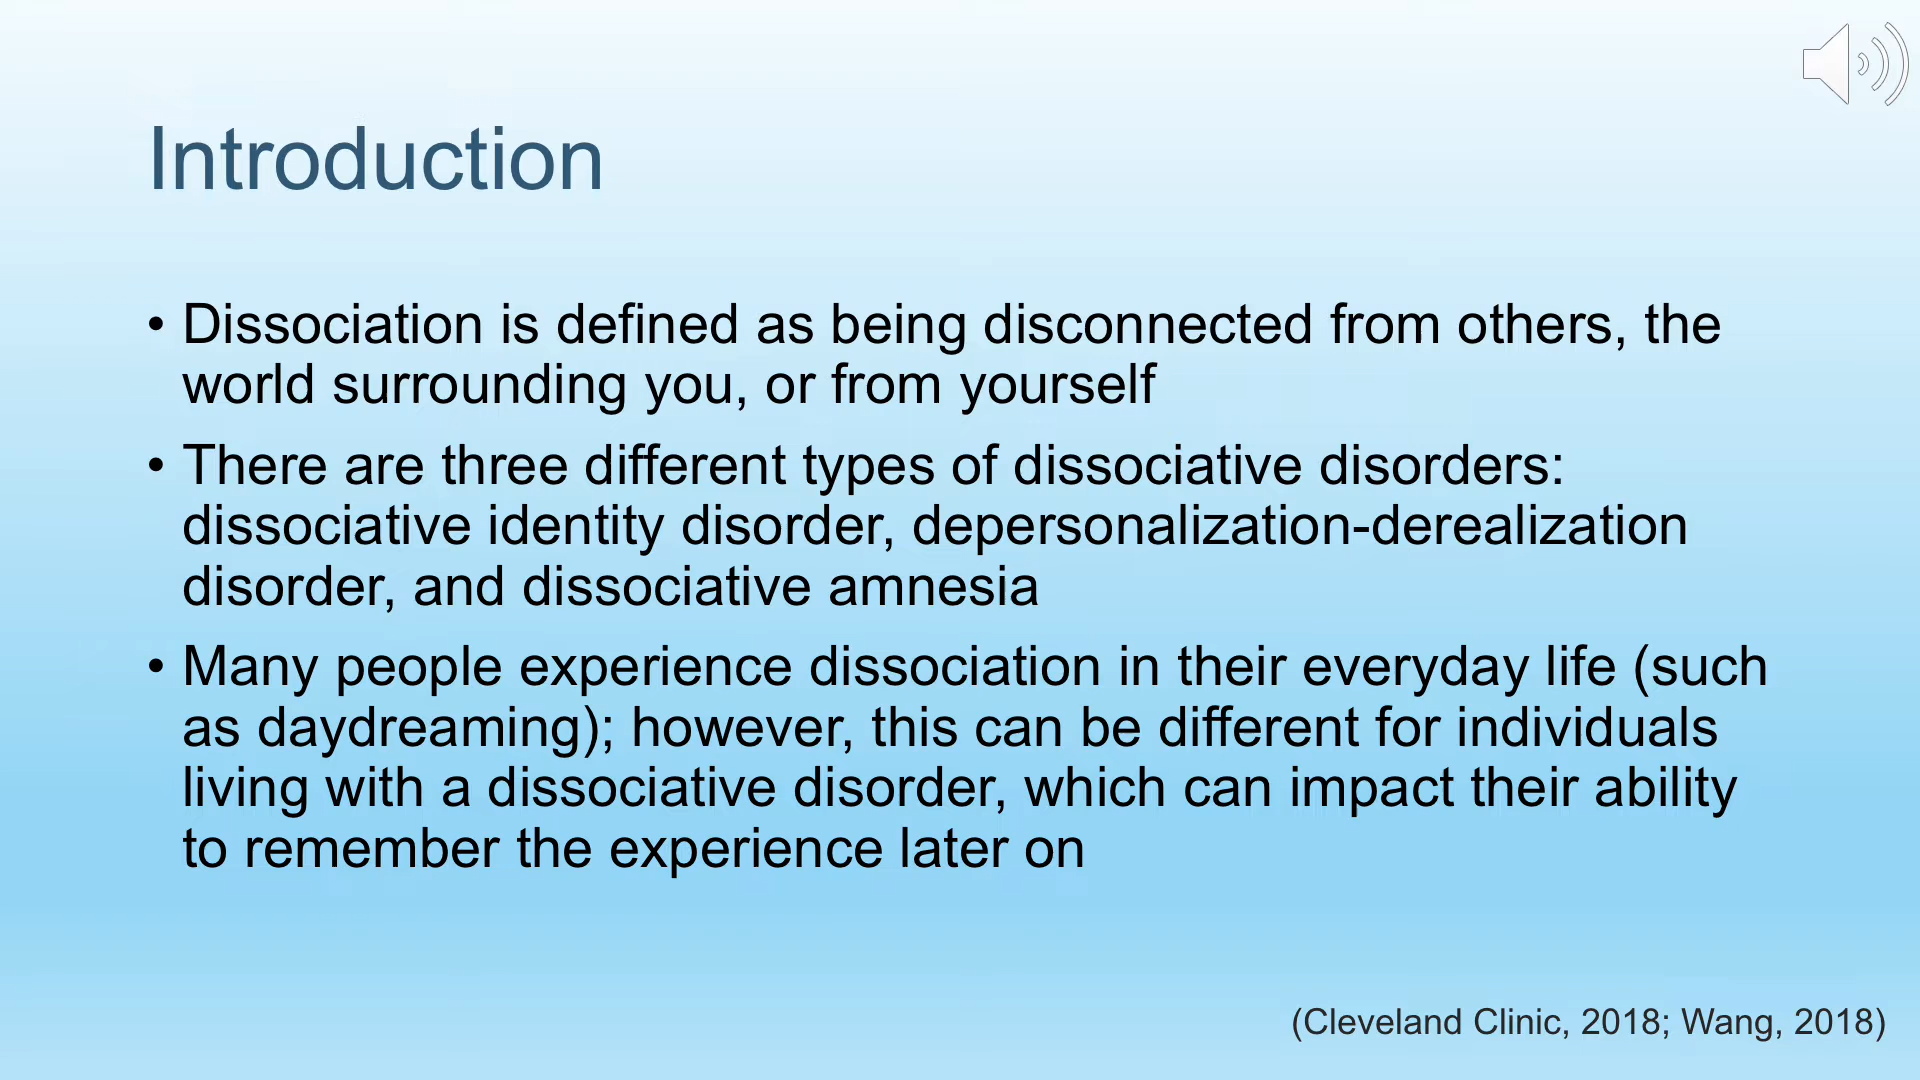 Introduction
• Dissociation is defined as being disconnected from others, the
world surrounding you, or from yourself
• There are three different types of dissociative disorders:
dissociative identity disorder, depersonalization-derealization
disorder, and dissociative amnesia
• Many people experience dissociation in their everyday life (such
as daydreaming); however, this can be different for individuals
living with a dissociative disorder, which can impact their ability
to remember the experience later on
(Cleveland Clinic, 2018; Wang, 2018)